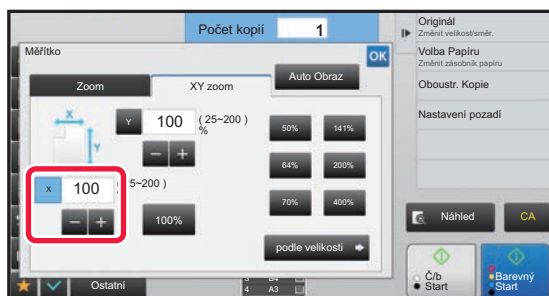 Počet kopií 1
Měřítko
OK
Zoom
XY zoom
Auto Obraz
X
Y
Y 100 ( 25~200 )
%
50% 141%
64% 200%
70% 400%
X 100 5~200 )
100%
podle velikosti
Originál
Změnit velikost/směr.
Volba Papíru
Změnit zásobník papíru
Oboustr. Kopie
Nastavení pozadí
Náhled
CA
Č/b
Start
Barevný
Start
Ostatní
4 A3